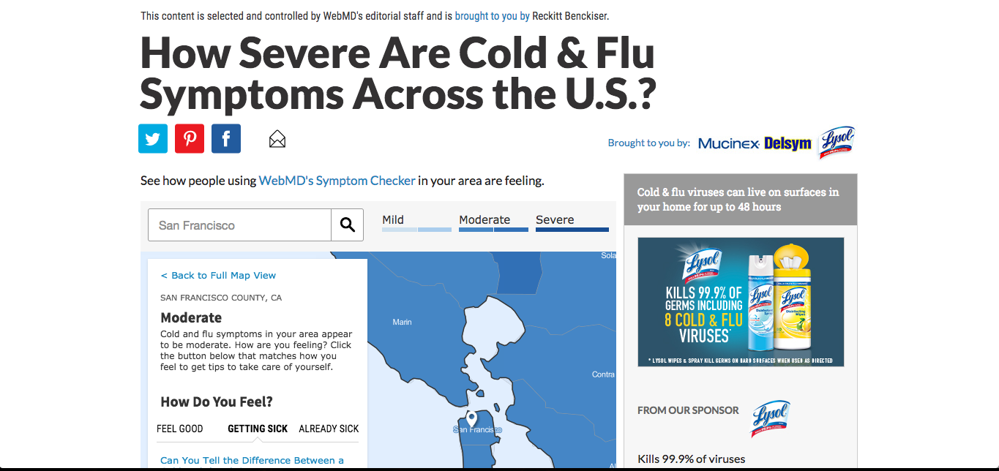 This content is selected and controlled by WebMD's editorial staff and is brought to you by Reckitt Benckiser.
How Severe Are Cold & Flu
Symptoms Across the U.S.?
Brought to you by: Mucinex Delsym Lysol
See how people using WebMD's Symptom Checker in your area are feeling.
San Francisco
Mild Moderate Severe
< Back to Full Map View
SAN FRANCISCO COUNTY, CA
Moderate
Cold and flu symptoms in your area appear
to be moderate. How are you feeling? Click
the button below that matches how you
feel to get tips to take care of yourself.
How Do You Feel?
FEEL GOOD GETTING SICK ALREADY SICK
Can You Tell the Difference Between a
Sola
Marin
Contra
San Francisco
Al
Cold & flu viruses can live on surfaces in
your home for up to 48 hours
Lysol
KILLS 99.9% OF
GERMS INCLUDING
8 COLD & FLU
VIRUSES*
Lysol
Disinfectant
Spray
Lysol
Disinfecting
Wipes
* LYSOL WIPES & SPRAY KILL GERMS ON HARD SURFACES WHEN USED AS DIRECTED
FROM OUR SPONSOR Lysol
Kills 99.9% of viruses